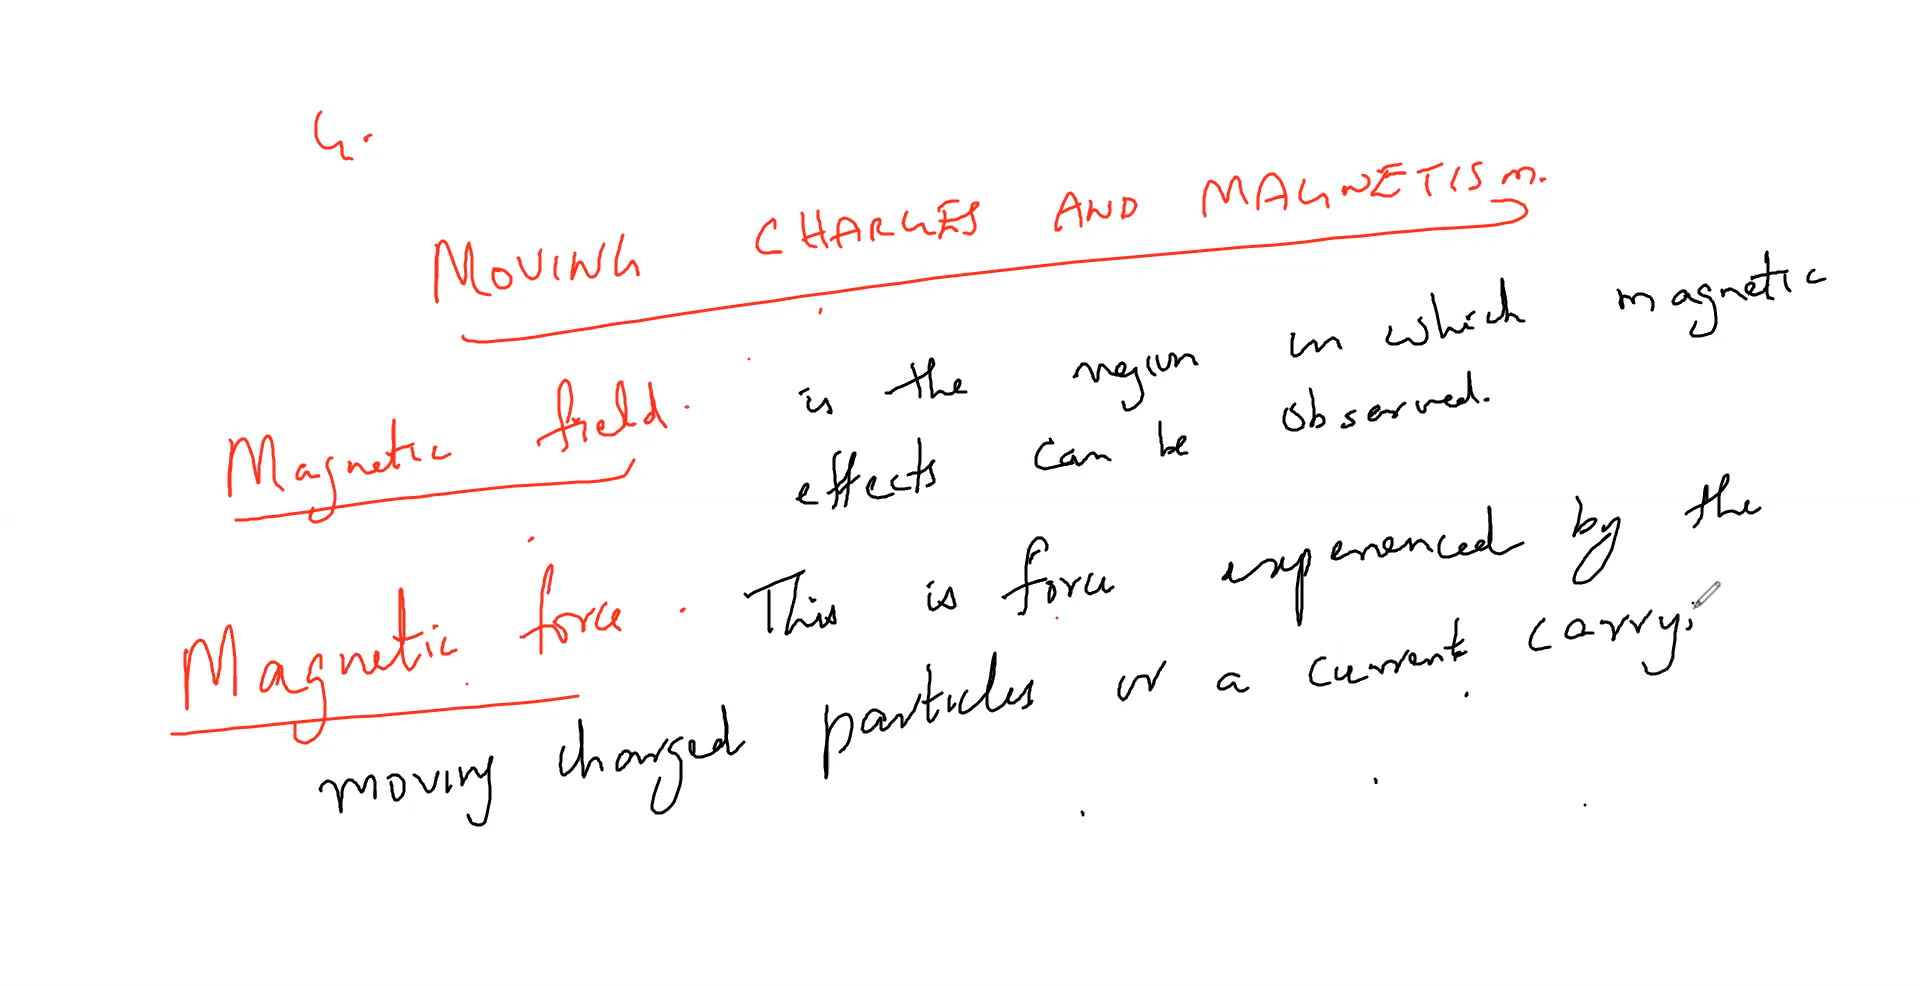 4.
MOVING CHARGES AND MAGNETISM.
Magnetic field. is the region in which magnetic
effects can be observed.
Magnetic force. This is force experienced by the
moving charged particles or a current carryi